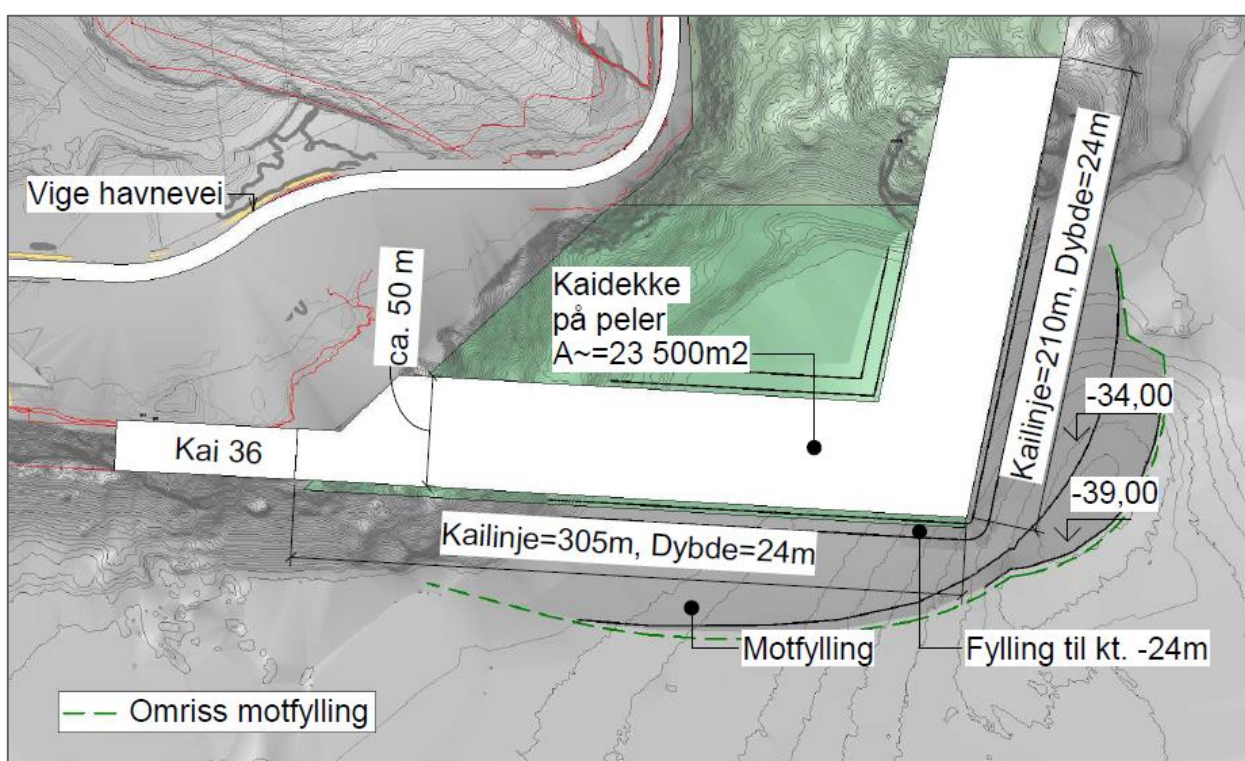 Vige havnevei
ca. 50 m
Kaidekke
på peler
A~=23 500m2
Kailinje=210m, Dybde=24m
-34,00
-39,00
Kai 36
Kailinje=305m, Dybde=24m
Motfylling
Fylling til kt. -24m
Omriss motfylling